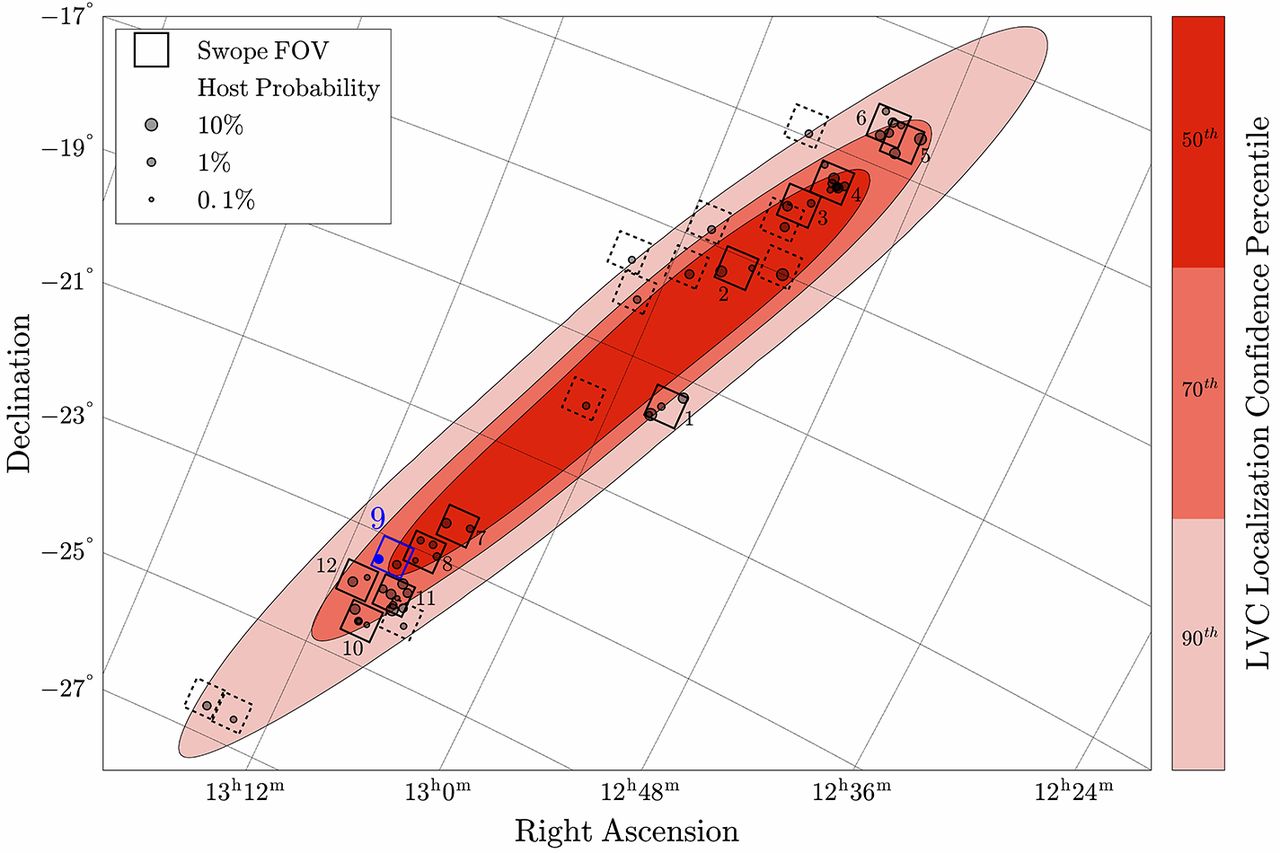 −17°
−19°
−21°
−23°
−25°
−27°
Declination
Swope FOV
Host Probability
10%
1%
0.1%
6
5
4
3
2
1
9
7
8
12
11
10
13ʰ12ᵐ
13ʰ0ᵐ
12ʰ48ᵐ
12ʰ36ᵐ
12ʰ24ᵐ
Right Ascension
50ᵗʰ
70ᵗʰ
90ᵗʰ
LVC Localization Confidence Percentile